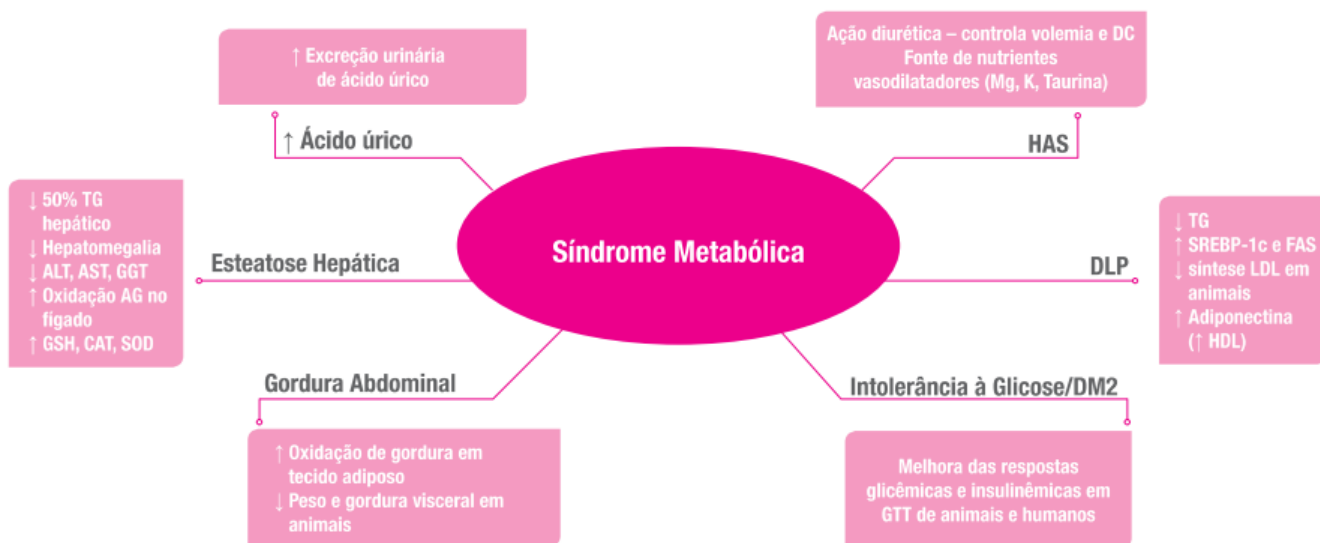 ↑ Excreção urinária
de ácido úrico
↑ Ácido úrico
Ação diurética – controla volemia e DC
Fonte de nutrientes
vasodilatadores (Mg, K, Taurina)
HAS
Síndrome Metabólica
↓ 50% TG
hepático
↓ Hepatomegalia
↓ ALT, AST, GGT
↑ Oxidação AG no
fígado
↑ GSH, CAT, SOD
Esteatose Hepática
DLP
↓ TG
↑ SREBP-1c e FAS
↓ síntese LDL em
animais
↑ Adiponectina
(↑ HDL)
Gordura Abdominal
↑ Oxidação de gordura em
tecido adiposo
↓ Peso e gordura visceral em
animais
Intolerância à Glicose/DM2
Melhora das respostas
glicêmicas e insulinêmicas em
GTT de animais e humanos